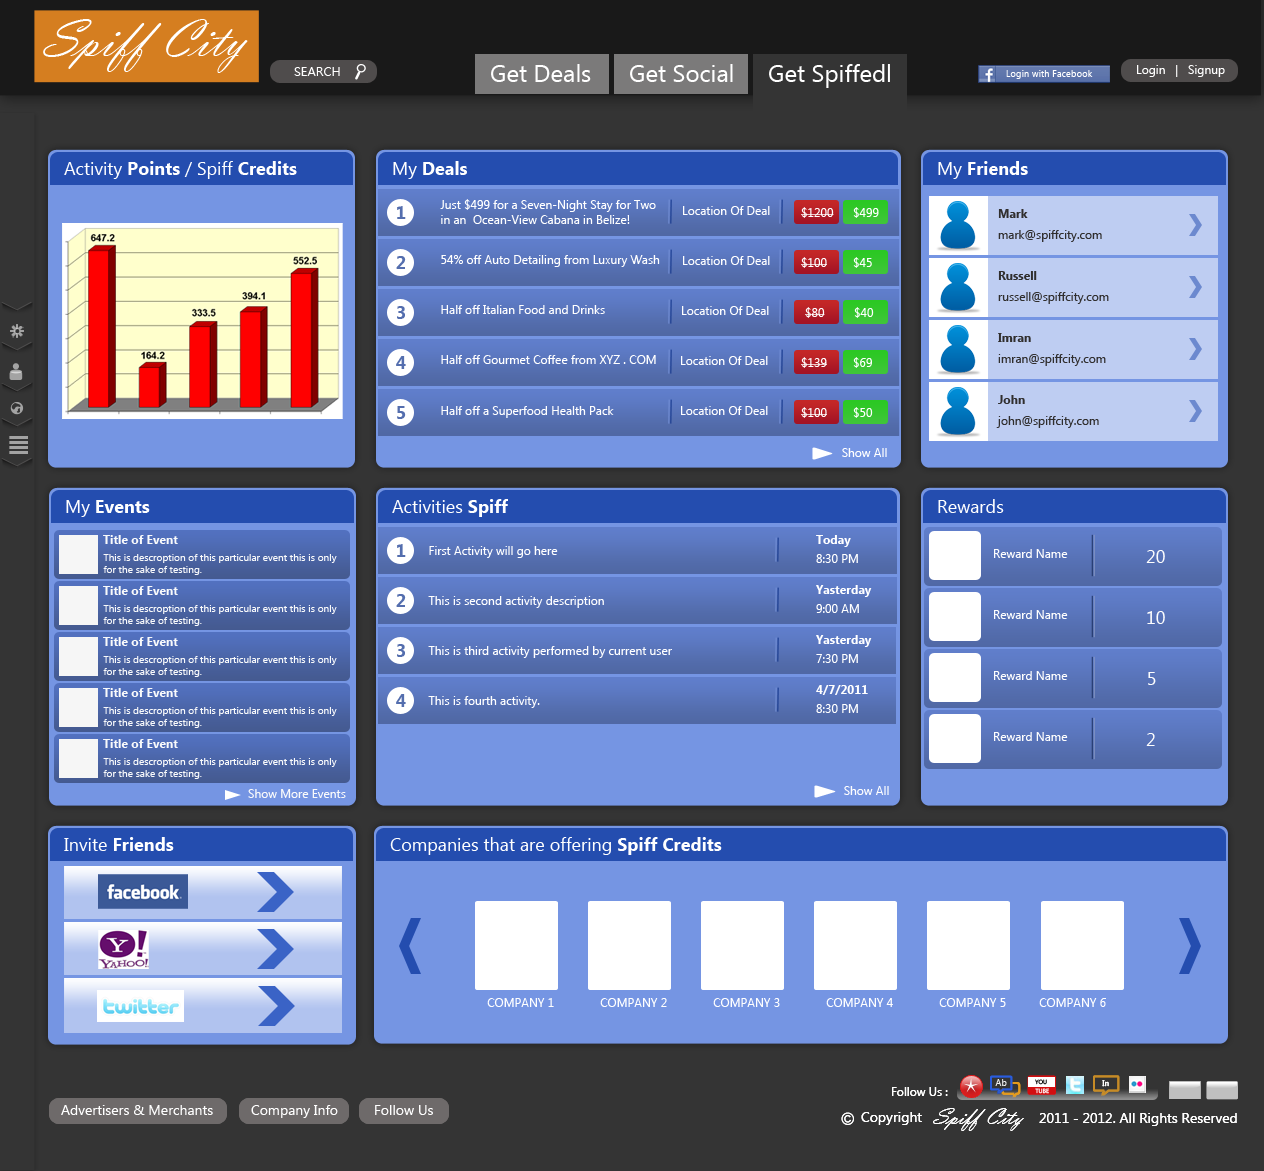 Spiff City
SEARCH
Get Deals
Get Social
Get Spiffedl
Login with Facebook
Login | Signup
Activity Points / Spiff Credits
647.2
164.2
333.5
394.1
552.5
My Deals
1
Just $499 for a Seven-Night Stay for Two
in an Ocean-View Cabana in Belize!
Location Of Deal
$1200
$499
2
54% off Auto Detailing from Luxury Wash
Location Of Deal
$100
$45
3
Half off Italian Food and Drinks
Location Of Deal
$80
$40
4
Half off Gourmet Coffee from XYZ . COM
Location Of Deal
$139
$69
5
Half off a Superfood Health Pack
Location Of Deal
$100
$50
Show All
My Friends
Mark
mark@spiffcity.com
Russell
russell@spiffcity.com
Imran
imran@spiffcity.com
John
john@spiffcity.com
My Events
Title of Event
This is descroption of this particular event this is only
for the sake of testing.
Title of Event
This is descroption of this particular event this is only
for the sake of testing.
Title of Event
This is descroption of this particular event this is only
for the sake of testing.
Title of Event
This is descroption of this particular event this is only
for the sake of testing.
Title of Event
This is descroption of this particular event this is only
for the sake of testing.
Show More Events
Activities Spiff
1
First Activity will go here
Today
8:30 PM
2
This is second activity description
Yasterday
9:00 AM
3
This is third activity performed by current user
Yasterday
7:30 PM
4
This is fourth activity.
4/7/2011
8:30 PM
Show All
Rewards
Reward Name
20
Reward Name
10
Reward Name
5
Reward Name
2
Invite Friends
facebook
Y!
YAHOO!
twitter
Companies that are offering Spiff Credits
COMPANY 1
COMPANY 2
COMPANY 3
COMPANY 4
COMPANY 5
COMPANY 6
Advertisers & Merchants
Company Info
Follow Us
Follow Us :
Ab
YOU
TUBE
In
© Copyright Spiff City 2011 - 2012. All Rights Reserved